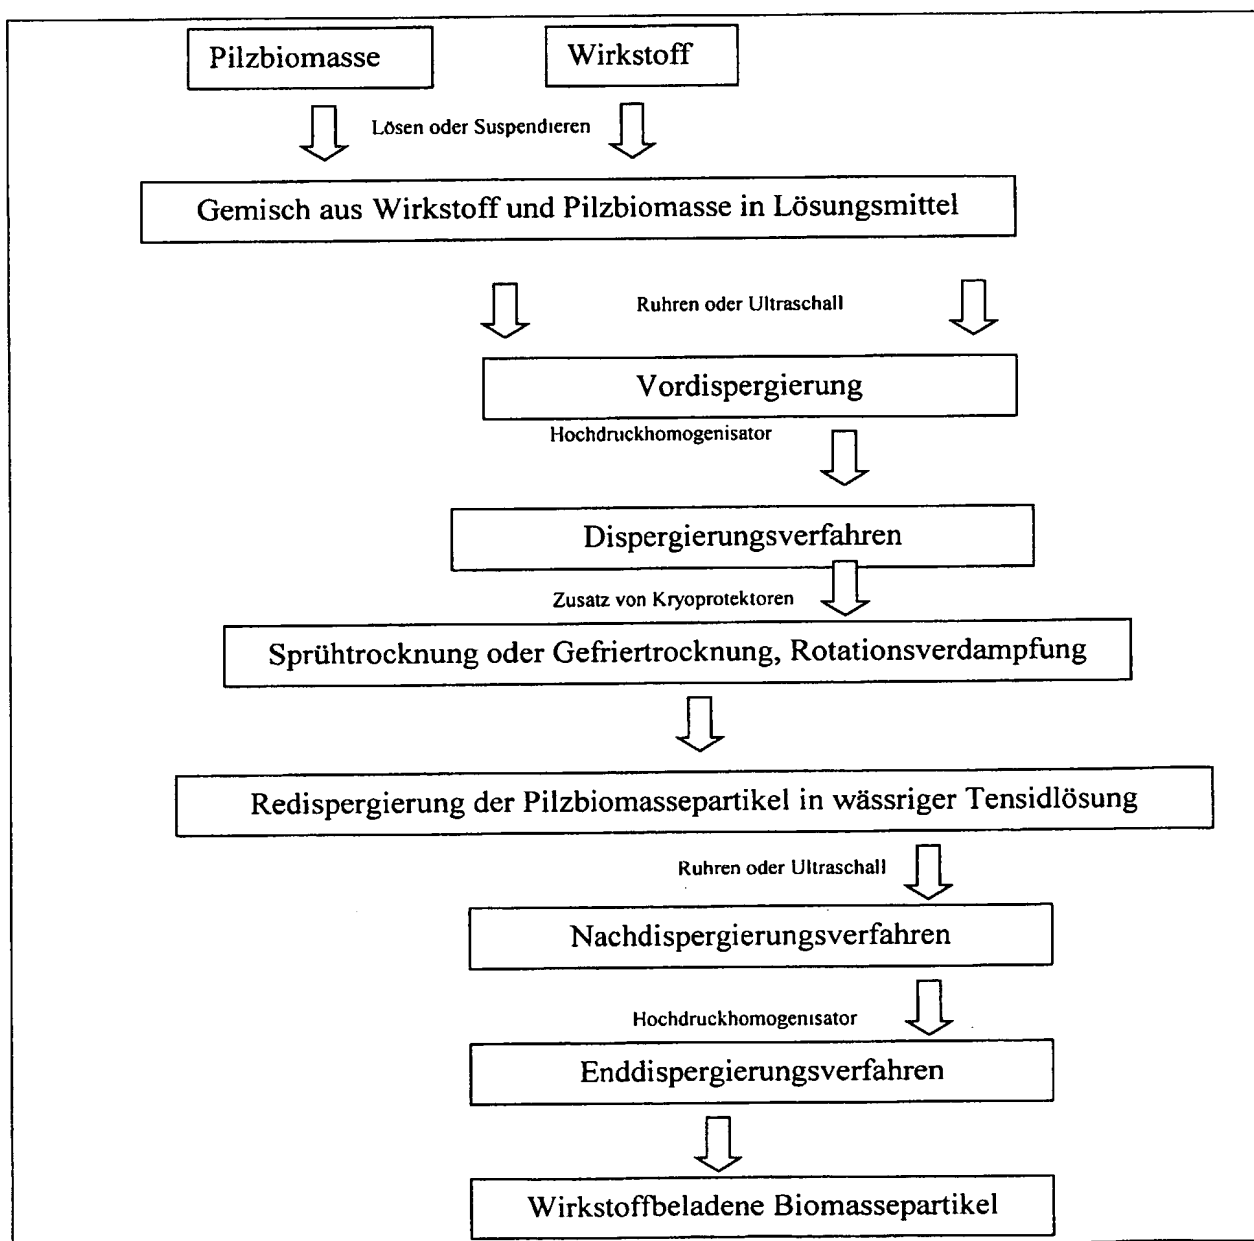 Pilzbiomasse
Wirkstoff
Lösen oder Suspendieren
Gemisch aus Wirkstoff und Pilzbiomasse in Lösungsmittel
Ruhren oder Ultraschall
Vordispergierung
Hochdruckhomogenisator
Dispergierungsverfahren
Zusatz von Kryoprotektoren
Sprühtrocknung oder Gefriertrocknung, Rotationsverdampfung
Redispergierung der Pilzbiomassepartikel in wässriger Tensidlösung
Ruhren oder Ultraschall
Nachdispergierungsverfahren
Hochdruckhomogenisator
Enddispergierungsverfahren
Wirkstoffbeladene Biomassepartikel